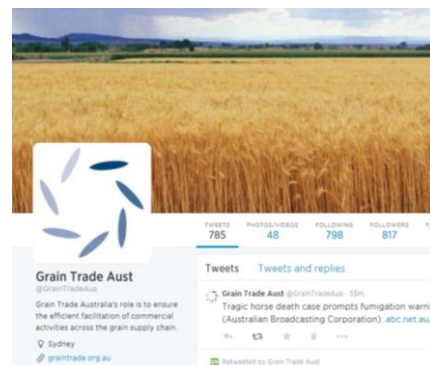 TWEETS PHOTOS/VIDEOS FOLLOWING FOLLOWERS
785 48 798 817
Grain Trade Aust
@GrainTradeAus
Grain Trade Australia's role is to ensure
the efficient facilitation of commercial
activities across the grain supply chain.
Sydney
graintrade.org.au
Tweets Tweets and replies
Grain Trade Aust @GrainTradeAus · 55m
Tragic horse death case prompts fumigation warni
(Australian Broadcasting Corporation): abc.net.au
Retweeted by Grain Trade Aust